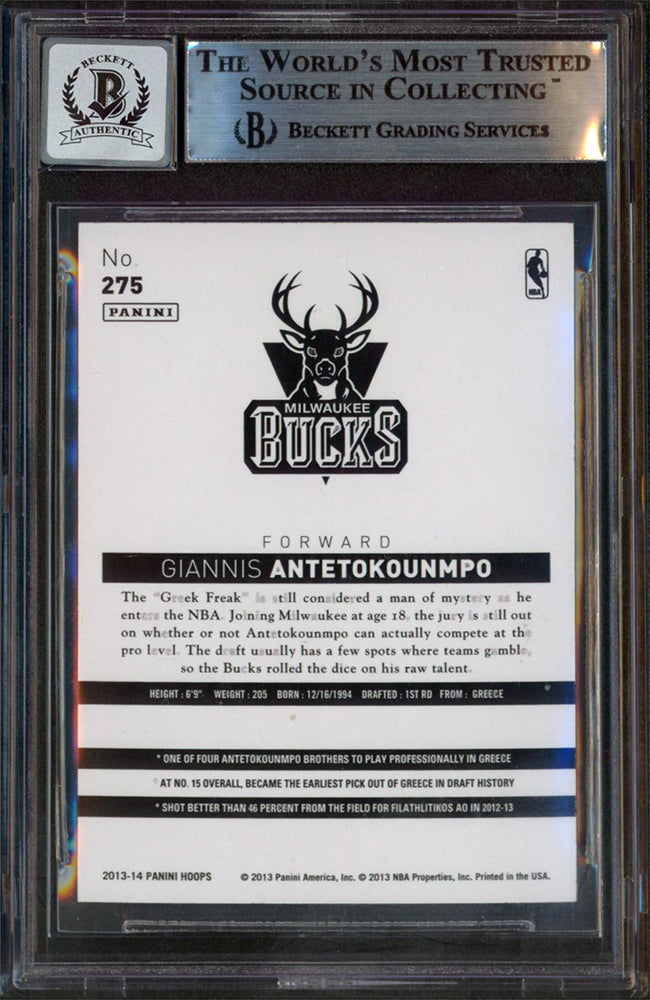 BECKETT
B
AUTHENTIC
THE WORLD'S MOST TRUSTED
SOURCE IN COLLECTING™
B BECKETT GRADING SERVICES
No.
275
PANINI
NBA
MILWAUKEE
BUCKS
FORWARD
GIANNIS ANTETOKOUNMPO
The "Greek Freak" is still considered a man of mystery as he
enters the NBA. Joining Milwaukee at age 18, the jury is still out
on whether or not Antetokounmpo can actually compete at the
pro level. The draft usually has a few spots where teams gamble,
so the Bucks rolled the dice on his raw talent.
HEIGHT: 6'9" WEIGHT: 205 BORN: 12/16/1994 DRAFTED: 1ST RD FROM: GREECE
* ONE OF FOUR ANTETOKOUNMPO BROTHERS TO PLAY PROFESSIONALLY IN GREECE
* AT NO. 15 OVERALL, BECAME THE EARLIEST PICK OUT OF GREECE IN DRAFT HISTORY
* SHOT BETTER THAN 46 PERCENT FROM THE FIELD FOR FILATHLITIKOS AO IN 2012-13
2013-14 PANINI HOOPS © 2013 Panini America, Inc. © 2013 NBA Properties, Inc. Printed in the USA.